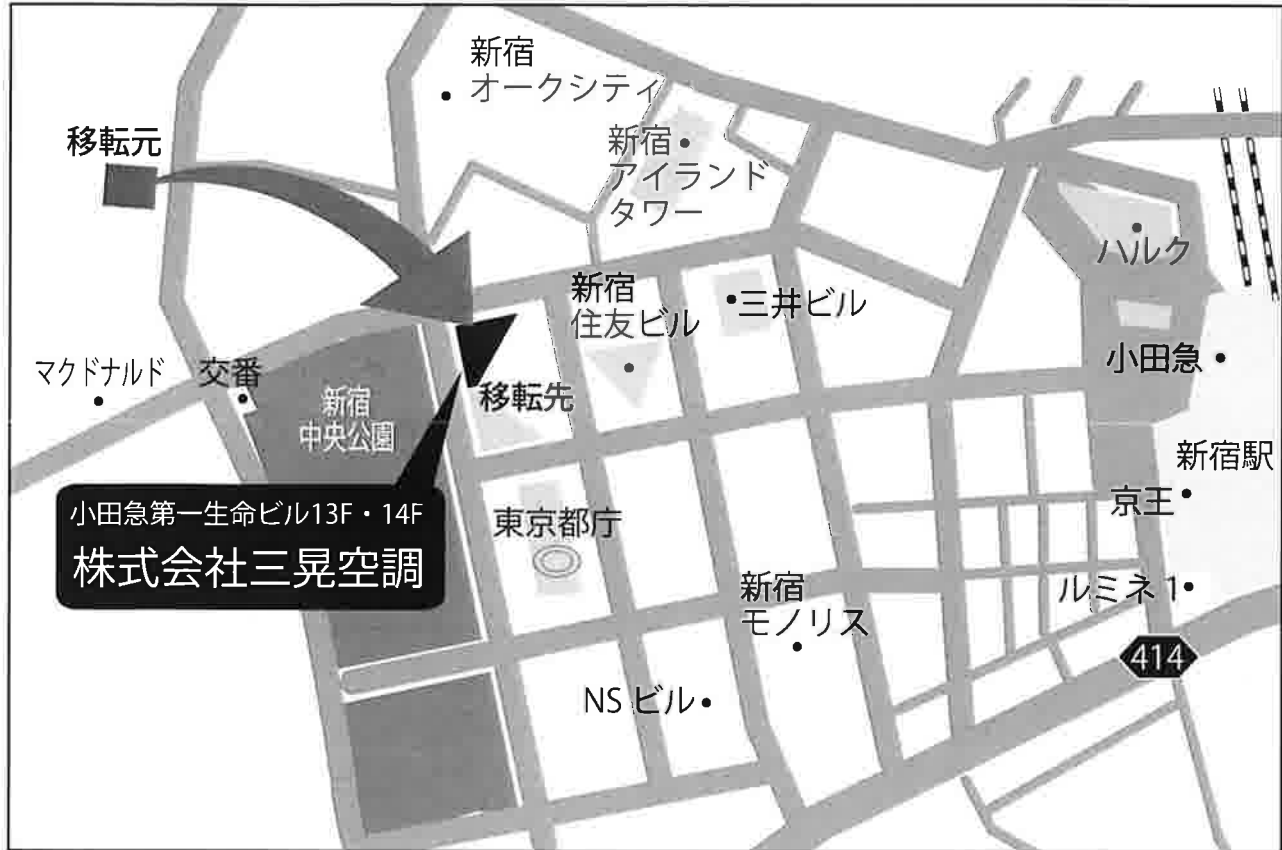 新宿
オークシティ
移転元
新宿
アイランド
タワー
ハルク
新宿
住友ビル
三井ビル
小田急
マクドナルド
交番
新宿
中央公園
移転先
新宿駅
京王
小田急第一生命ビル13F・14F
株式会社三晃空調
東京都庁
新宿
モノリス
ルミネ1
414
NSビル